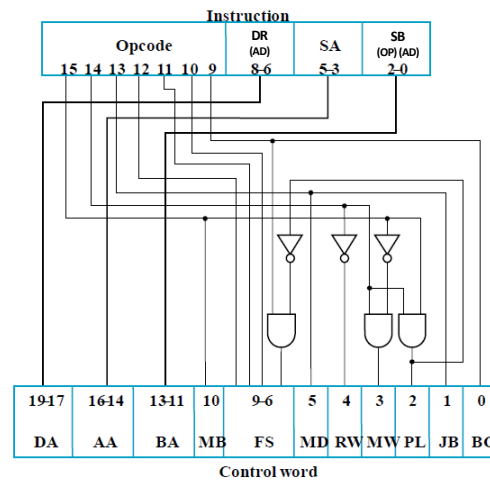 Instruction
Opcode DR SA SB
(AD) (OP) (AD)
15 14 13 12 11 10 9 8–6 5–3 2–0
19-17 16-14 13-11 10 9-6 5 4 3 2 1 0
DA AA BA MB FS MD RW MW PL JB BC
Control word